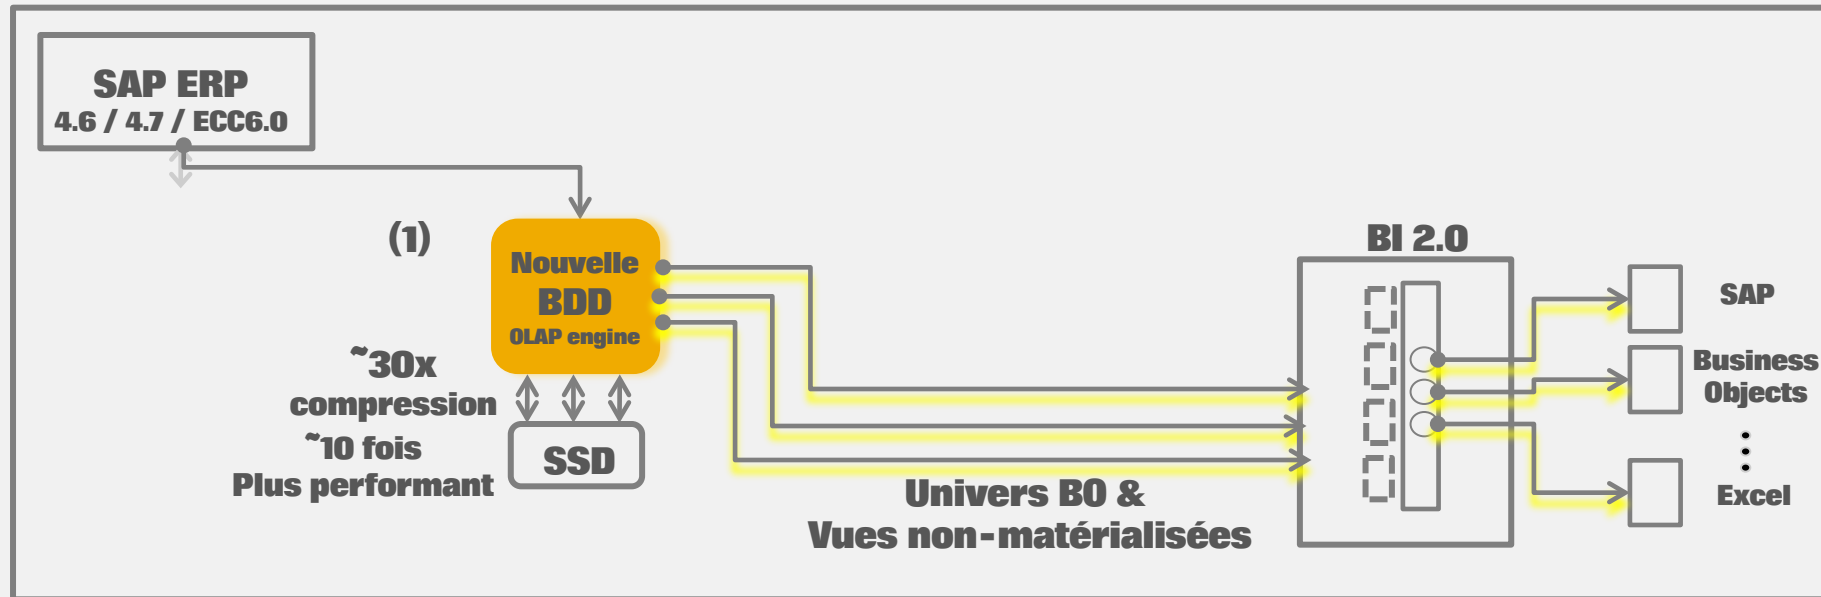 SAP ERP
4.6 / 4.7 / ECC6.0
(1)
Nouvelle
BDD
OLAP engine
~30x
compression
~10 fois
Plus performant
SSD
Univers BO &
Vues non-matérialisées
BI 2.0
SAP
Business
Objects
Excel